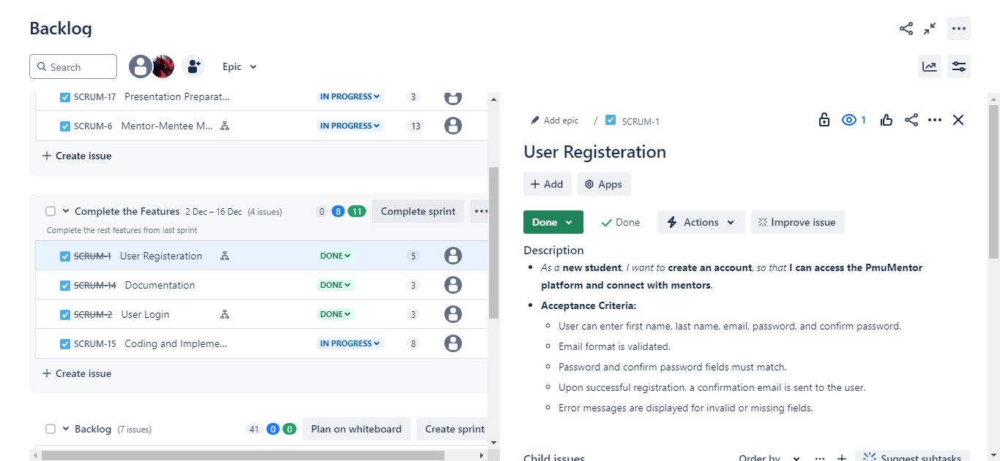 Backlog
Search
Epic
SCRUM-17 Presentation Preparat... IN PROGRESS 3
SCRUM-6 Mentor-Mentee M... IN PROGRESS 13
+ Create issue
Complete the Features 2 Dec – 16 Dec (4 issues) 0 8 11 Complete sprint ...
Complete the rest features from last sprint
SCRUM-1 User Registeration DONE 5
SCRUM-14 Documentation DONE 3
SCRUM-2 User Login DONE 3
SCRUM-15 Coding and Impleme... IN PROGRESS 8
+ Create issue
Backlog (7 issues) 41 0 0 Plan on whiteboard Create sprint
Add epic / SCRUM-1 1
User Registeration
+ Add Apps
Done Done Actions Improve issue
Description
• As a new student, I want to create an account, so that I can access the PmuMentor
platform and connect with mentors.
• Acceptance Criteria:
◦ User can enter first name, last name, email, password, and confirm password.
◦ Email format is validated.
◦ Password and confirm password fields must match.
◦ Upon successful registration, a confirmation email is sent to the user.
◦ Error messages are displayed for invalid or missing fields.
Child issues Order by ... + Suggest subtasks